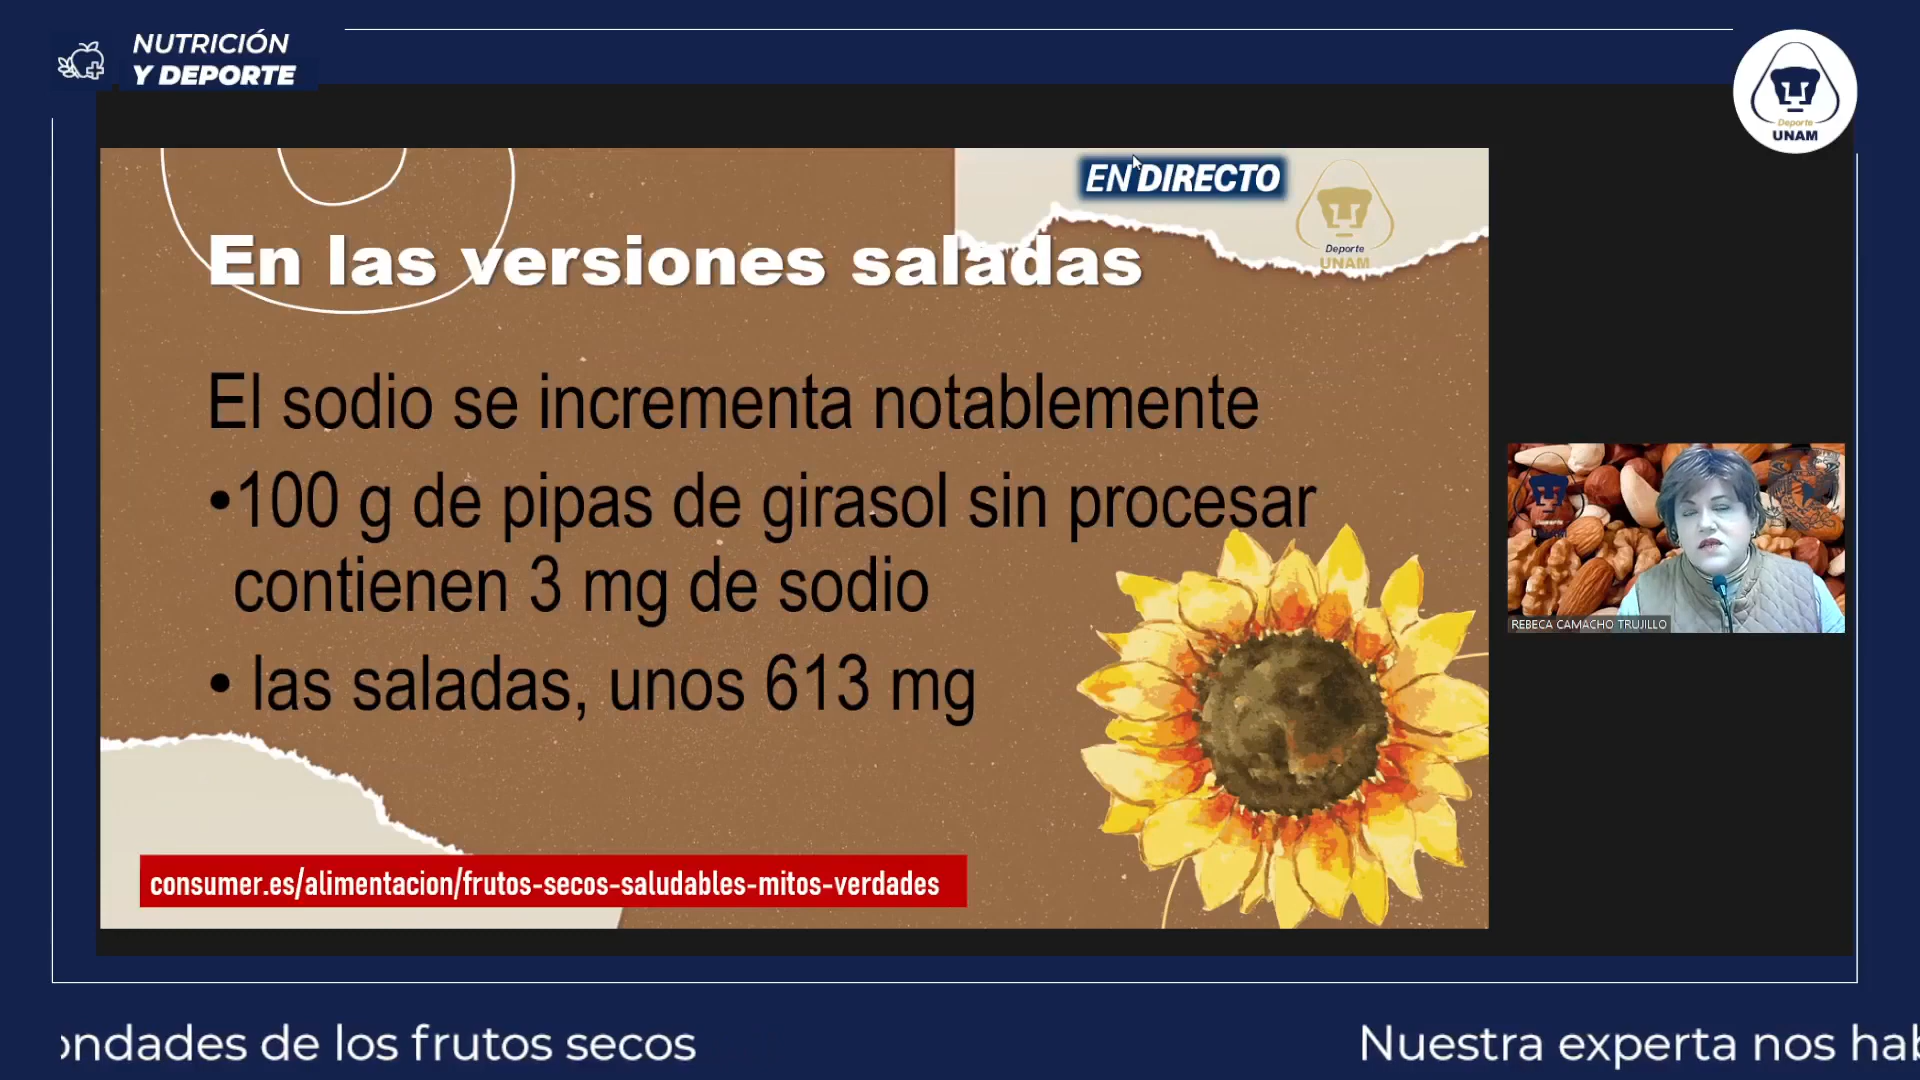 NUTRICIÓN
Y DEPORTE
Deporte
UNAM
EN DIRECTO
Deporte
UNAM
En las versiones saladas
El sodio se incrementa notablemente
•100 g de pipas de girasol sin procesar
contienen 3 mg de sodio
• las saladas, unos 613 mg
REBECA CAMACHO TRUJILLO
consumer.es/alimentacion/frutos-secos-saludables-mitos-verdades
ondades de los frutos secos
Nuestra experta nos hab